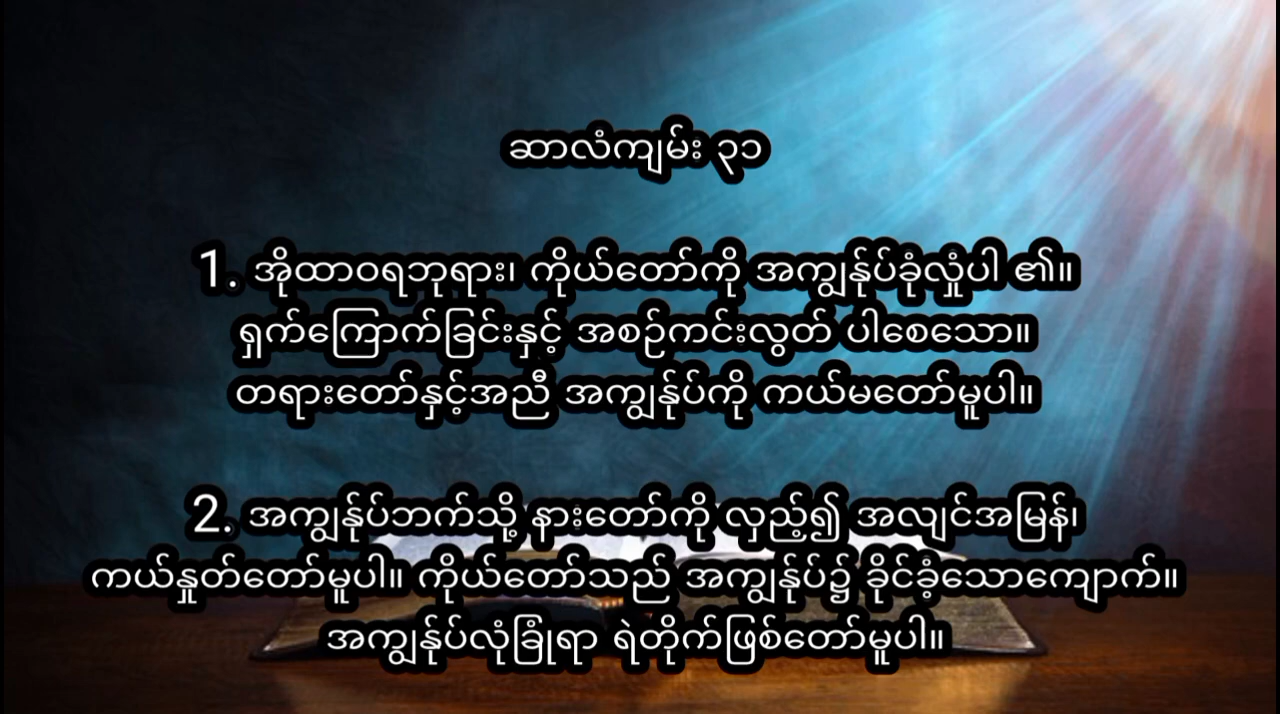 ဆာလံကျမ်း ၃၁
1. အိုထာဝရဘုရား၊ ကိုယ်တော်ကို အကျွန်ုပ်ခုံလှုံပါ ၏။
ရှက်ကြောက်ခြင်းနှင့် အစဉ်ကင်းလွတ် ပါစေသော။
တရားတော်နှင့်အညီ အကျွန်ုပ်ကို ကယ်မတော်မူပါ။
2. အကျွန်ုပ်ဘက်သို့ နားတော်ကို လှည့်၍ အလျင်အမြန်၊
ကယ်နှုတ်တော်မူပါ။ ကိုယ်တော်သည် အကျွန်ုပ်၌ ခိုင်ခံ့သောကျောက်။
အကျွန်ုပ်လုံခြုံရာ ရဲတိုက်ဖြစ်တော်မူပါ။